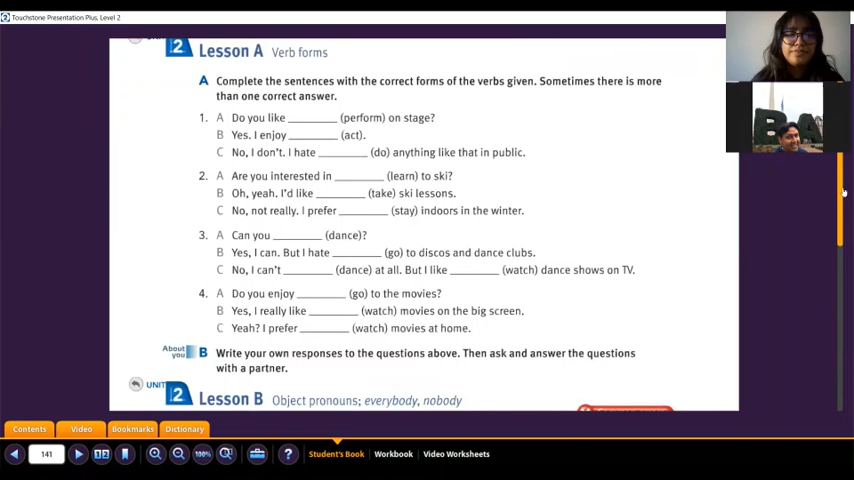 Touchstone Presentation Plus, Level 2
2 Lesson A Verb forms
A Complete the sentences with the correct forms of the verbs given. Sometimes there is more
than one correct answer.
1. A Do you like ________ (perform) on stage?
B Yes. I enjoy ________ (act).
C No, I don't. I hate ________ (do) anything like that in public.
2. A Are you interested in ________ (learn) to ski?
B Oh, yeah. I'd like ________ (take) ski lessons.
C No, not really. I prefer ________ (stay) indoors in the winter.
3. A Can you ________ (dance)?
B Yes, I can. But I hate ________ (go) to discos and dance clubs.
C No, I can't ________ (dance) at all. But I like ________ (watch) dance shows on TV.
4. A Do you enjoy ________ (go) to the movies?
B Yes, I really like ________ (watch) movies on the big screen.
C Yeah? I prefer ________ (watch) movies at home.
About you B Write your own responses to the questions above. Then ask and answer the questions
with a partner.
UNIT 2 Lesson B Object pronouns; everybody, nobody
BA
Contents Video Bookmarks Dictionary
141 1 2 100% ? Student's Book Workbook Video Worksheets